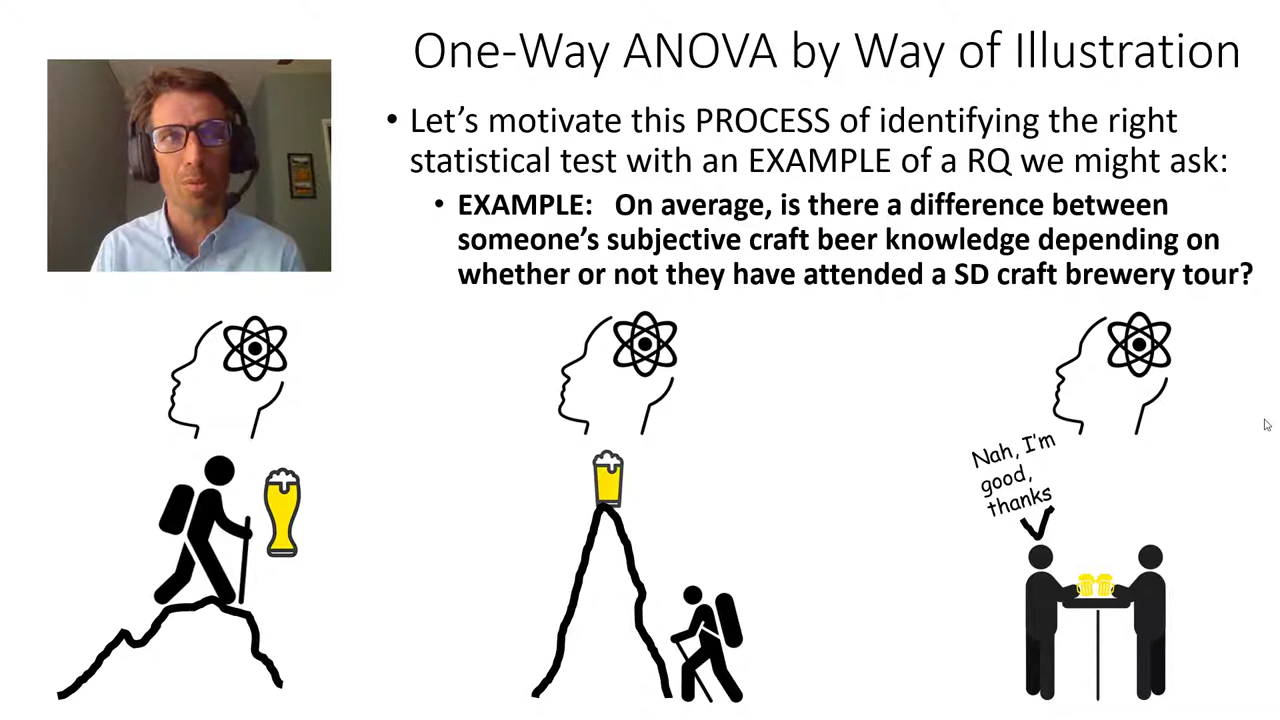 One-Way ANOVA by Way of Illustration
• Let's motivate this PROCESS of identifying the right
statistical test with an EXAMPLE of a RQ we might ask:
• EXAMPLE: On average, is there a difference between
someone's subjective craft beer knowledge depending on
whether or not they have attended a SD craft brewery tour?
Nah, I'm
good,
thanks